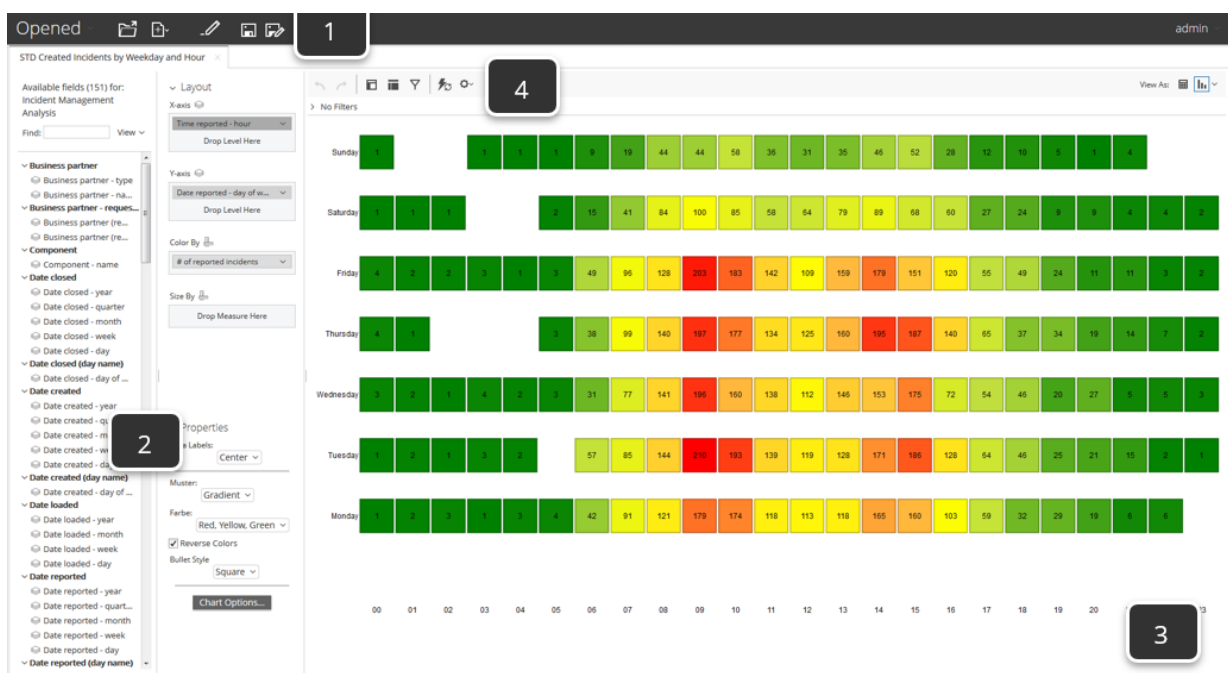 Opened
1
admin
STD Created Incidents by Weekday and Hour
Available fields (151) for:
Incident Management
Analysis
Find:
View
Business partner
Business partner - type
Business partner - na...
Business partner - reques...
Business partner (re...
Business partner (re...
Component
Component - name
Date closed
Date closed - year
Date closed - quarter
Date closed - month
Date closed - week
Date closed - day
Date closed (day name)
Date closed - day of ...
Date created
Date created - year
Date created - qu
Date created - m
Date created - we
Date created - da
Date created (day name)
Date created - day of ...
Date loaded
Date loaded - year
Date loaded - month
Date loaded - week
Date loaded - day
Date reported
Date reported - year
Date reported - quart...
Date reported - month
Date reported - week
Date reported - day
Date reported (day name)
2
Layout
X-axis
Time reported - hour
Drop Level Here
Y-axis
Date reported - day of w...
Drop Level Here
Color By
# of reported incidents
Size By
Drop Measure Here
Properties
Labels:
Center
Muster:
Gradient
Farbe:
Red, Yellow, Green
Reverse Colors
Bullet Style
Square
Chart Options...
4
View As:
No Filters
Sunday 1 1 1 1 9 19 44 44 58 36 31 35 46 52 28 12 10 5 1 4
Saturday 1 1 1 2 15 41 84 100 85 58 64 79 89 68 60 27 24 9 9 4 4 2
Friday 4 2 2 3 1 3 49 96 128 203 183 142 109 159 179 151 120 55 49 24 11 11 3 2
Thursday 4 1 3 38 99 140 197 177 134 125 160 195 187 140 65 37 34 19 14 7 2
Wednesday 3 2 1 4 2 3 31 77 141 196 160 138 112 146 153 175 72 54 46 20 27 5 5 3
Tuesday 1 2 1 3 2 57 85 144 210 193 139 119 128 171 186 128 64 46 25 21 15 2 1
Monday 1 2 3 1 3 4 42 91 121 179 174 118 113 118 165 160 103 59 32 29 19 6 6
00 01 02 03 04 05 06 07 08 09 10 11 12 13 14 15 16 17 18 19 20
3